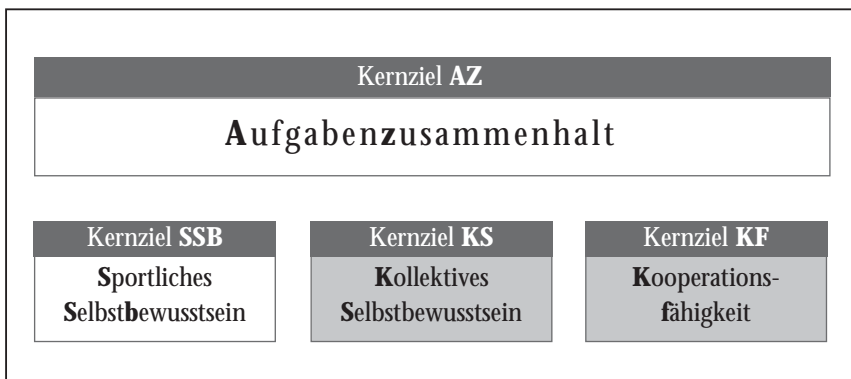 Kernziel AZ
Aufgabenzusammenhalt
Kernziel SSB
Sportliches
Selbstbewusstsein
Kernziel KS
Kollektives
Selbstbewusstsein
Kernziel KF
Kooperations-
fähigkeit